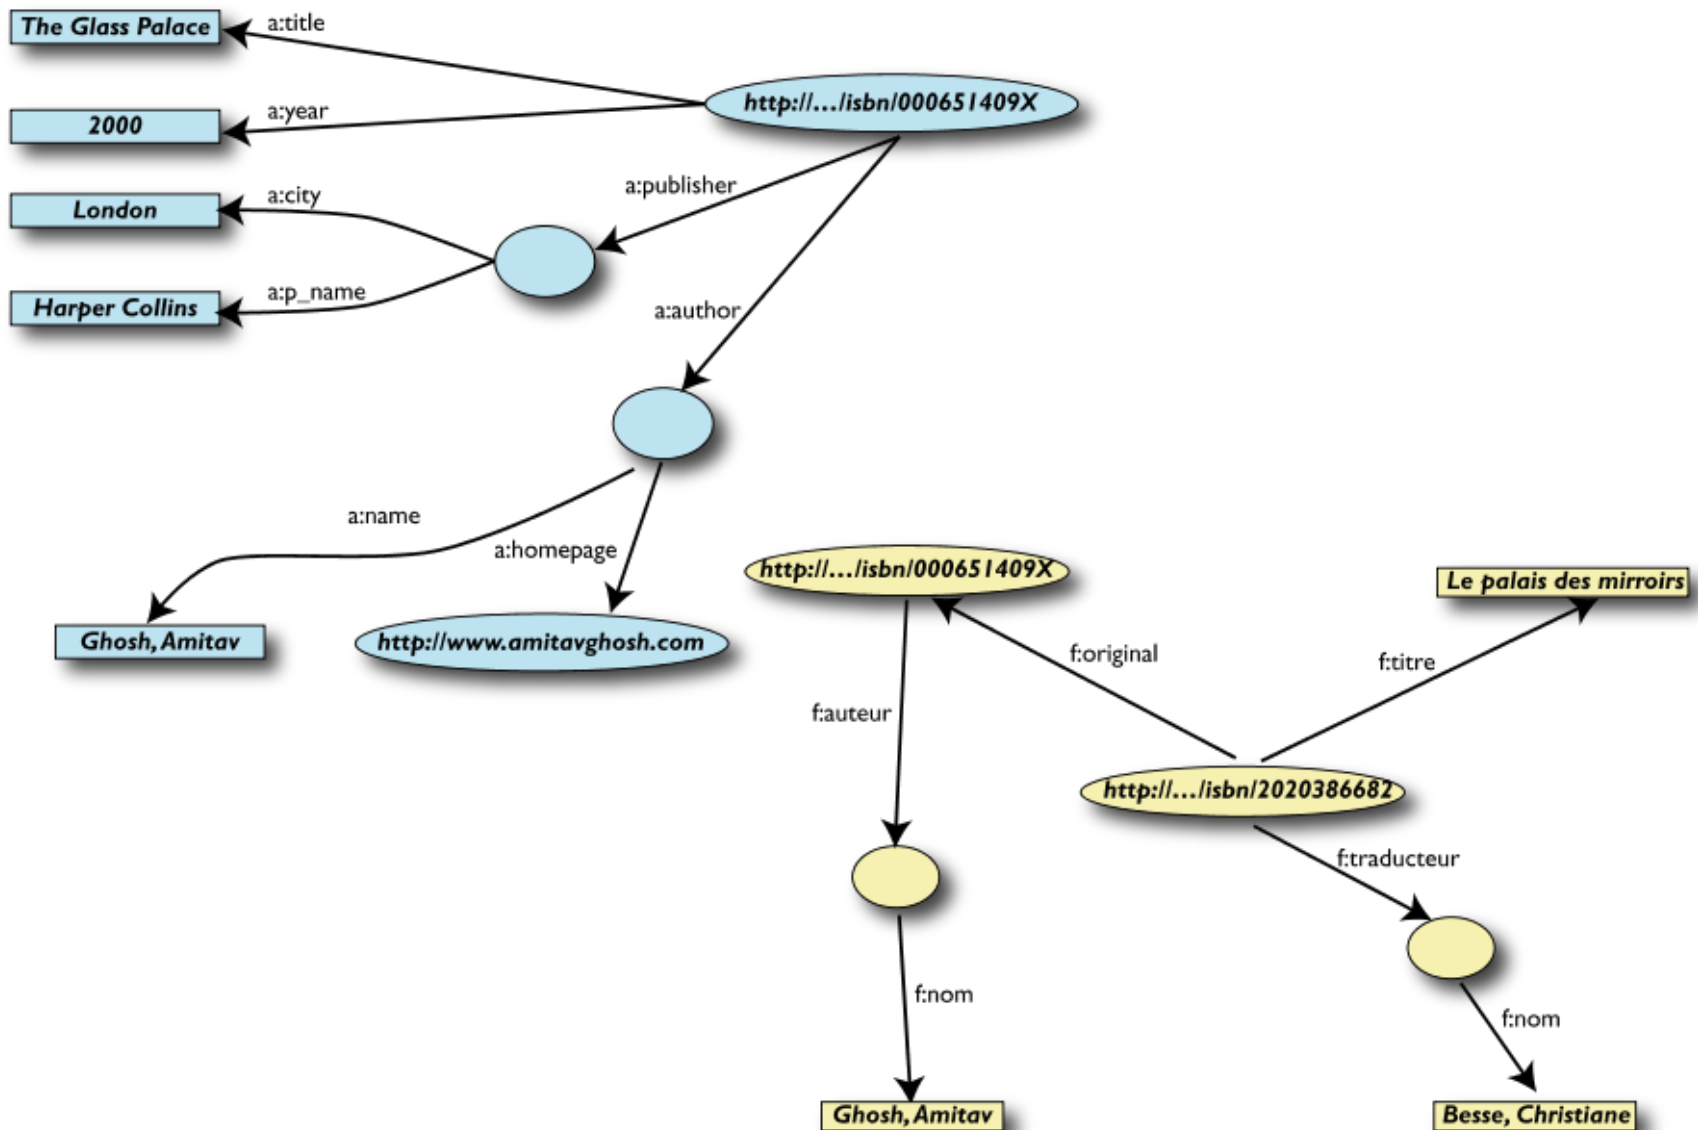 The Glass Palace
a:title
http://.../isbn/000651409X
a:year
2000
a:publisher
a:city
London
a:p_name
Harper Collins
a:author
a:name
a:homepage
Ghosh, Amitav
http://www.amitavghosh.com
http://.../isbn/000651409X
Le palais des mirroirs
f:original
f:titre
f:auteur
http://.../isbn/2020386682
f:traducteur
f:nom
f:nom
Ghosh, Amitav
Besse, Christiane